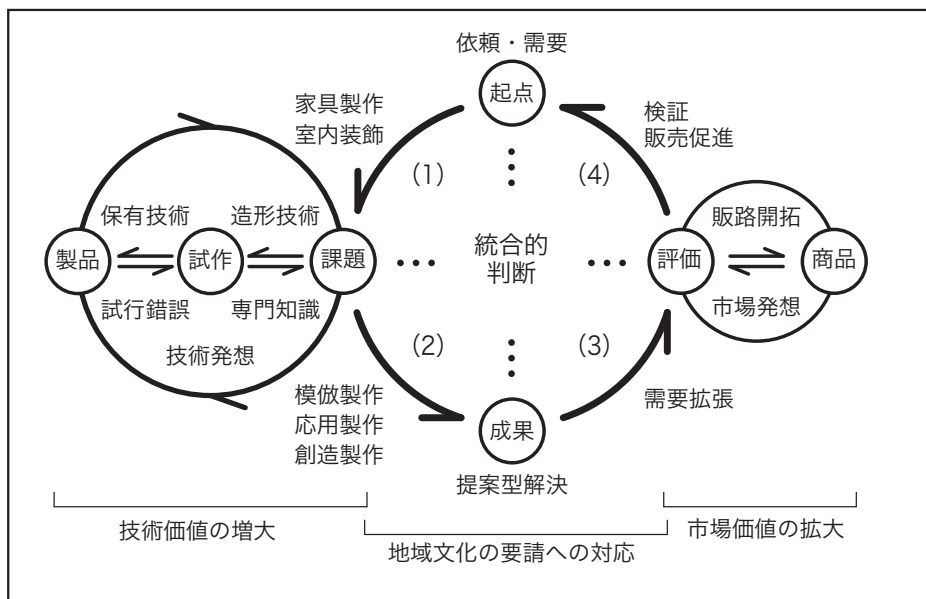 依頼・需要
起点
家具製作
室内装飾
検証
販売促進
(1)
(4)
保有技術
造形技術
販路開拓
製品
試作
課題
統合的
判断
評価
商品
試行錯誤
専門知識
市場発想
技術発想
(2)
(3)
模倣製作
応用製作
創造製作
需要拡張
成果
提案型解決
技術価値の増大
地域文化の要請への対応
市場価値の拡大